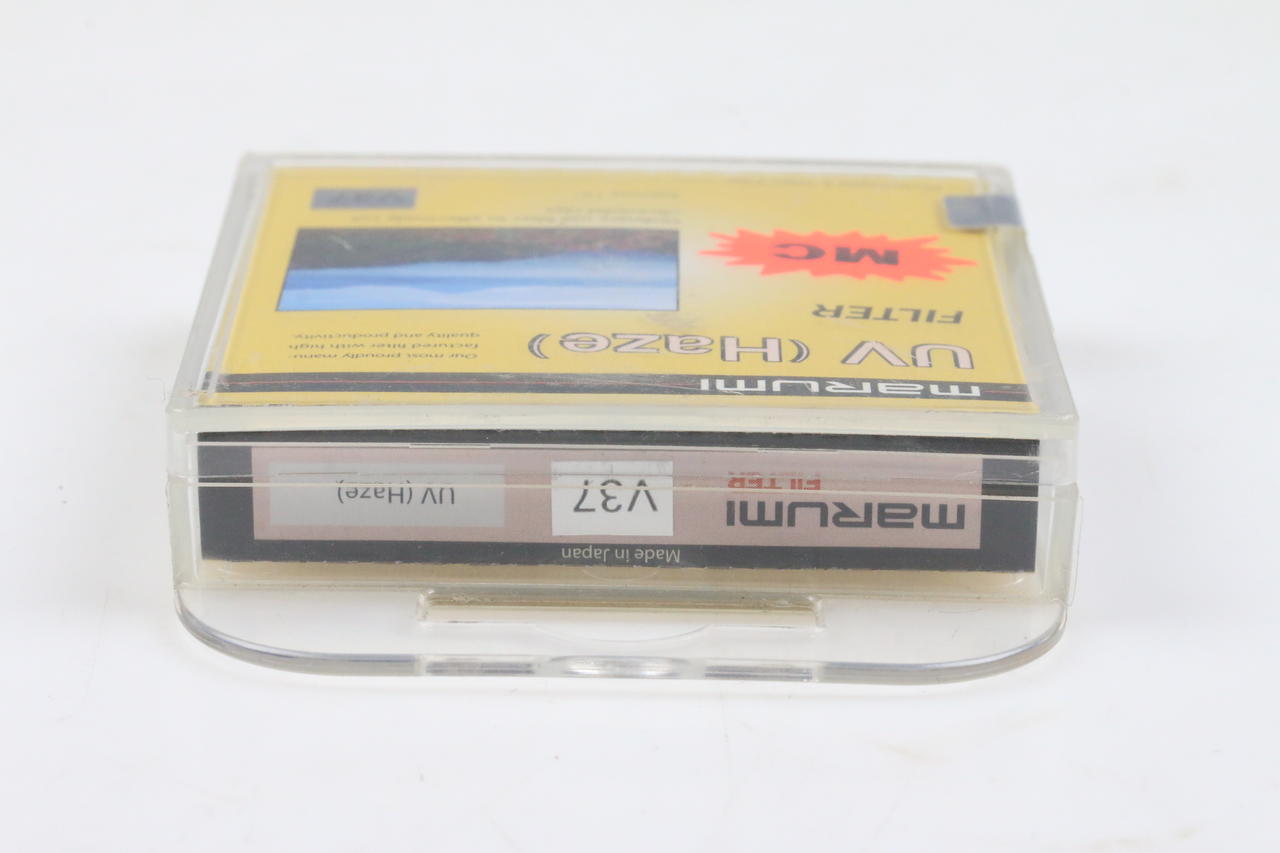 marumi
UV (Haze)
FILTER
MC
Our most proudly manu-
factured filter with high
quality and productivity.
V37
Made in Japan
marumi
FILTER
V37
UV (Haze)